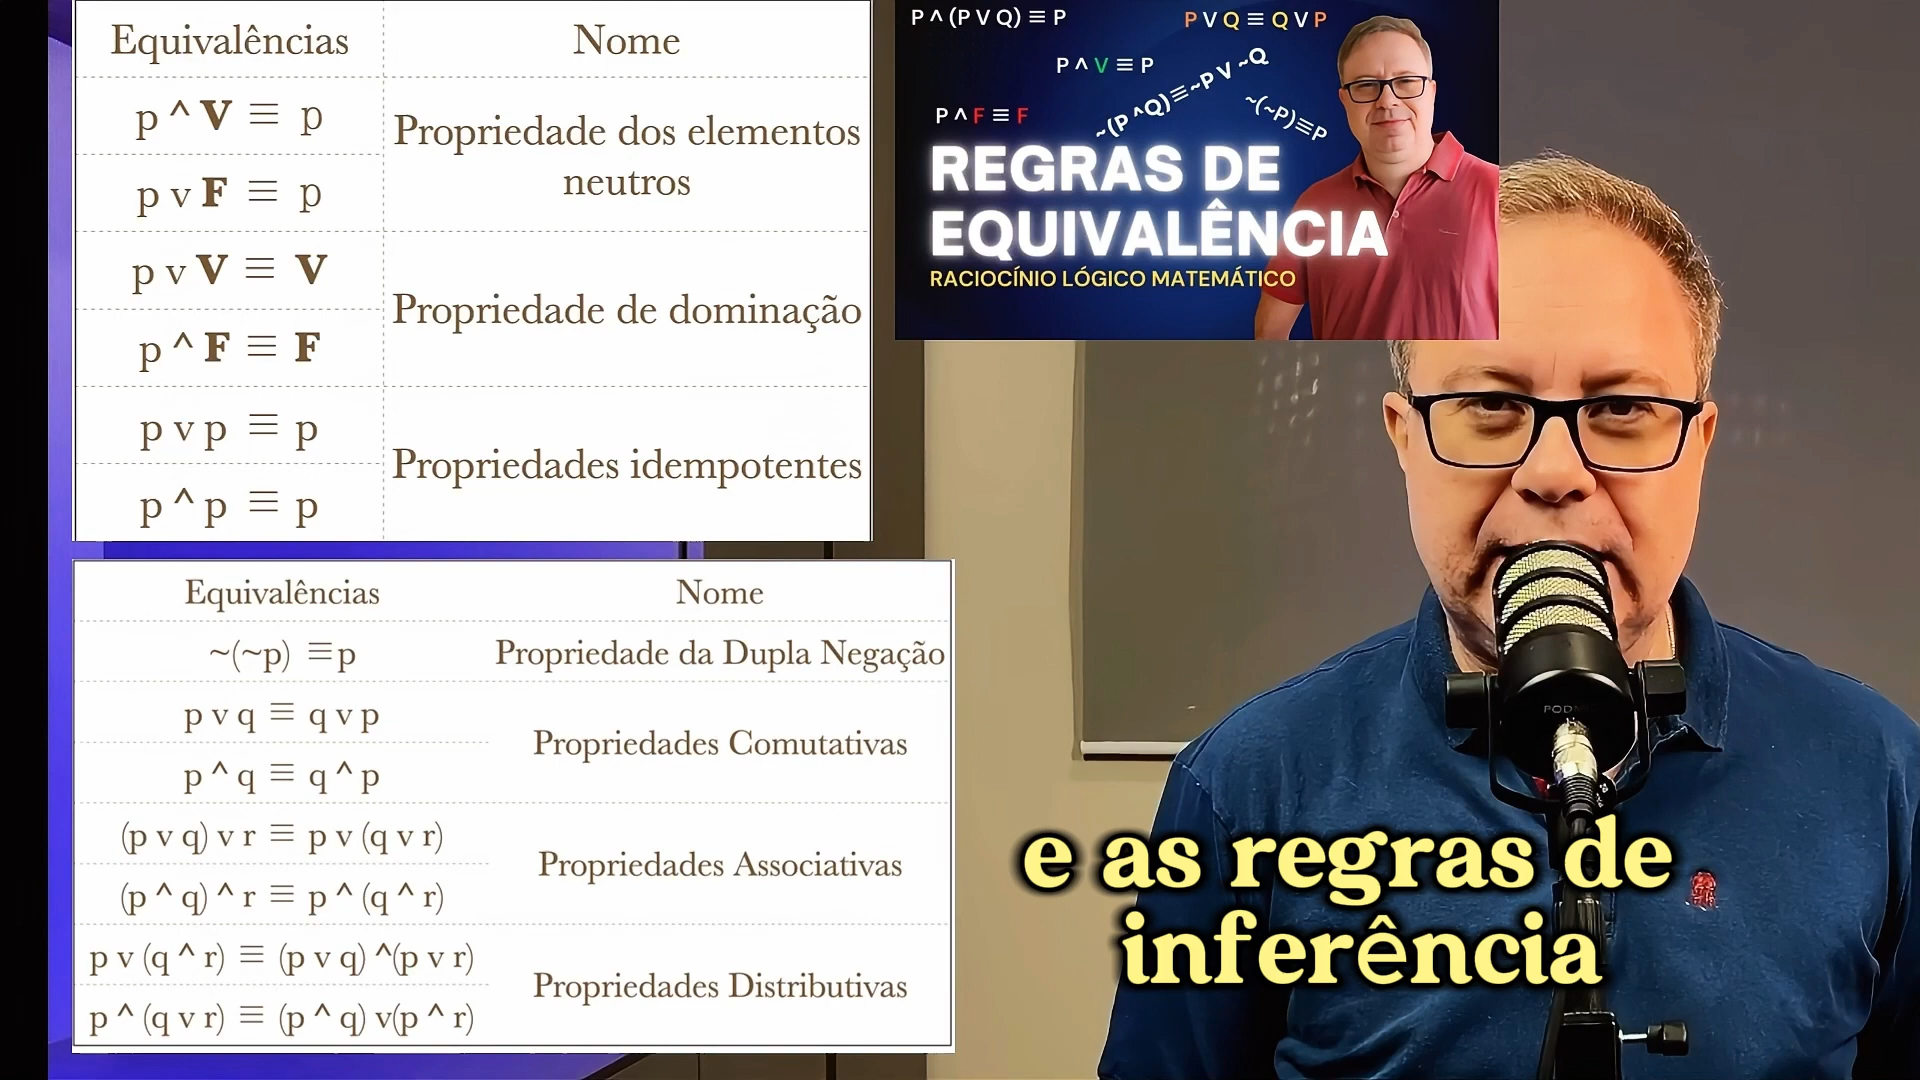 Equivalências Nome
p ^ V ≡ p
Propriedade dos elementos
neutros
p v F ≡ p
p v V ≡ V
Propriedade de dominação
p ^ F ≡ F
p v p ≡ p
Propriedades idempotentes
p ^ p ≡ p
P ^ (P V Q) ≡ P
P V Q ≡ Q V P
P ^ V ≡ P
~(P ^Q)≡~P V ~Q
~(~P)≡P
P ^ F ≡ F
REGRAS DE
EQUIVALÊNCIA
RACIOCÍNIO LÓGICO MATEMÁTICO
Equivalências Nome
~(~p) ≡p Propriedade da Dupla Negação
p v q ≡ q v p
Propriedades Comutativas
p ^ q ≡ q ^ p
(p v q) v r ≡ p v (q v r)
Propriedades Associativas
(p ^ q) ^ r ≡ p ^ (q ^ r)
p v (q ^ r) ≡ (p v q) ^(p v r)
Propriedades Distributivas
p ^ (q v r) ≡ (p ^ q) v(p ^ r)
e as regras de
inferência